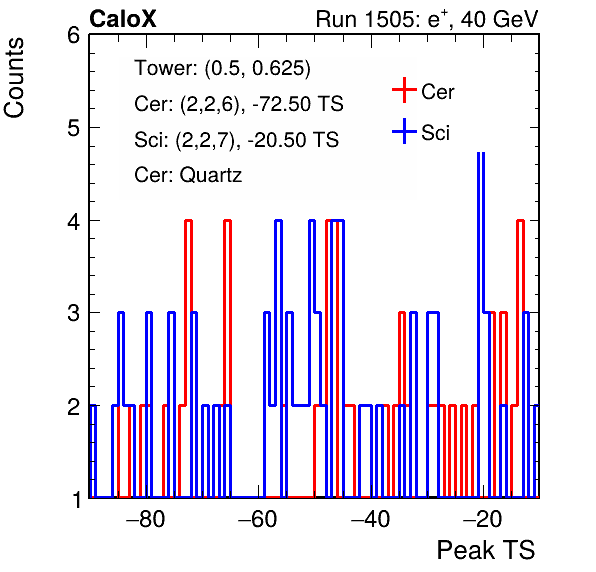 CaloX Run 1505: e⁺, 40 GeV
Counts
6
Tower: (0.5, 0.625)
Cer: (2,2,6), -72.50 TS
Sci: (2,2,7), -20.50 TS
Cer: Quartz
Cer
Sci
5
4
3
2
1
−80 −60 −40 −20
Peak TS